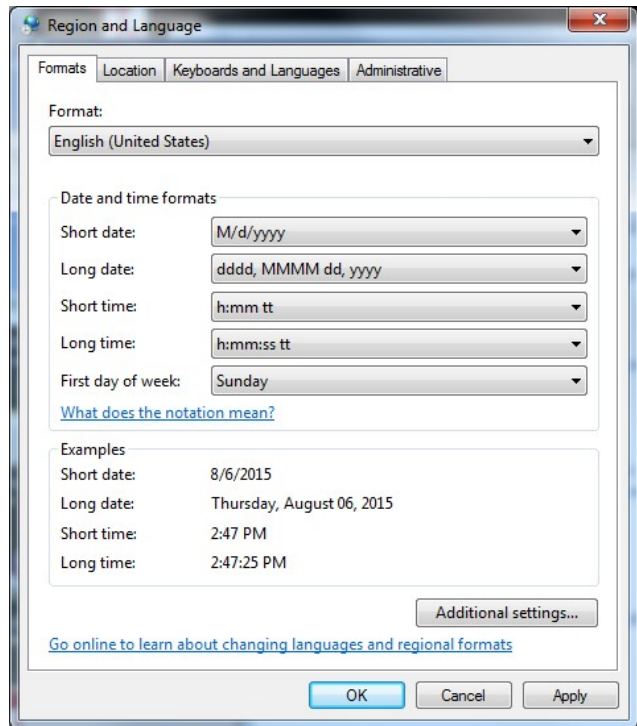 Region and Language
Formats Location Keyboards and Languages Administrative
Format:
English (United States)
Date and time formats
Short date: M/d/yyyy
Long date: dddd, MMMM dd, yyyy
Short time: h:mm tt
Long time: h:mm:ss tt
First day of week: Sunday
What does the notation mean?
Examples
Short date: 8/6/2015
Long date: Thursday, August 06, 2015
Short time: 2:47 PM
Long time: 2:47:25 PM
Additional settings...
Go online to learn about changing languages and regional formats
OK Cancel Apply